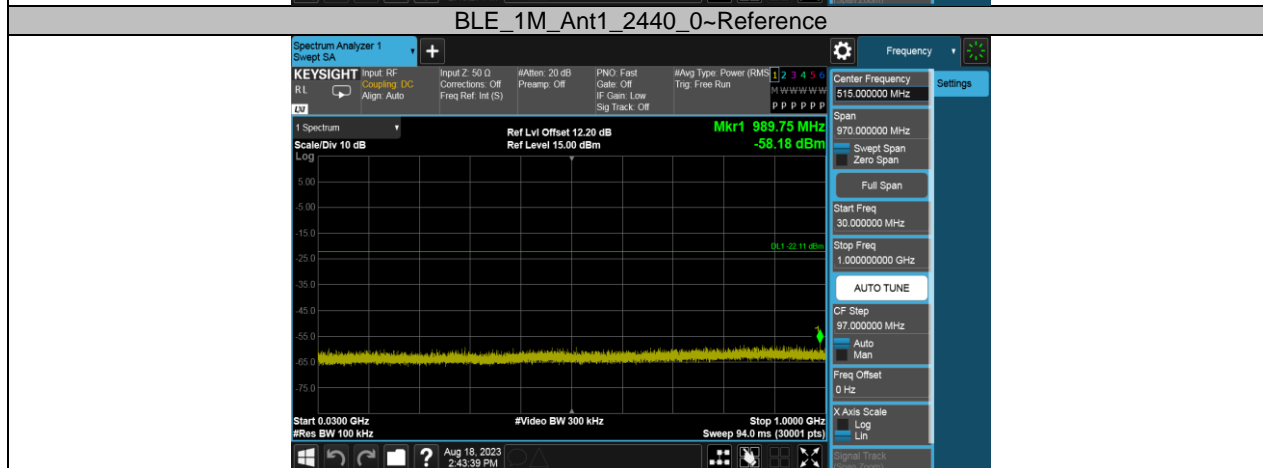 BLE_1M_Ant1_2440_0~Reference
Spectrum Analyzer 1
Swept SA
Frequency
KEYSIGHT
RL
LXI
Input: RF
Coupling: DC
Align: Auto
Input Z: 50 Ω
Corrections: Off
Freq Ref: Int (S)
#Atten: 20 dB
Preamp: Off
PNO: Fast
Gate: Off
IF Gain: Low
Sig Track: Off
#Avg Type: Power (RMS
Trig: Free Run
1 2 3 4 5 6
M W W W W W
P P P P P P
Center Frequency
515.000000 MHz
Settings
1 Spectrum
Scale/Div 10 dB
Log
Ref Lvl Offset 12.20 dB
Ref Level 15.00 dBm
Mkr1 989.75 MHz
-58.18 dBm
5.00
-5.00
-15.0
-25.0
-35.0
-45.0
-55.0
-65.0
-75.0
DL1 -22.11 dBm
1
Start 0.0300 GHz
#Res BW 100 kHz
#Video BW 300 kHz
Stop 1.0000 GHz
Sweep 94.0 ms (30001 pts)
Span
970.000000 MHz
Swept Span
Zero Span
Full Span
Start Freq
30.000000 MHz
Stop Freq
1.000000000 GHz
AUTO TUNE
CF Step
97.000000 MHz
Auto
Man
Freq Offset
0 Hz
X Axis Scale
Log
Lin
Signal Track
(Span Zoom)
?
Aug 18, 2023
2:43:39 PM